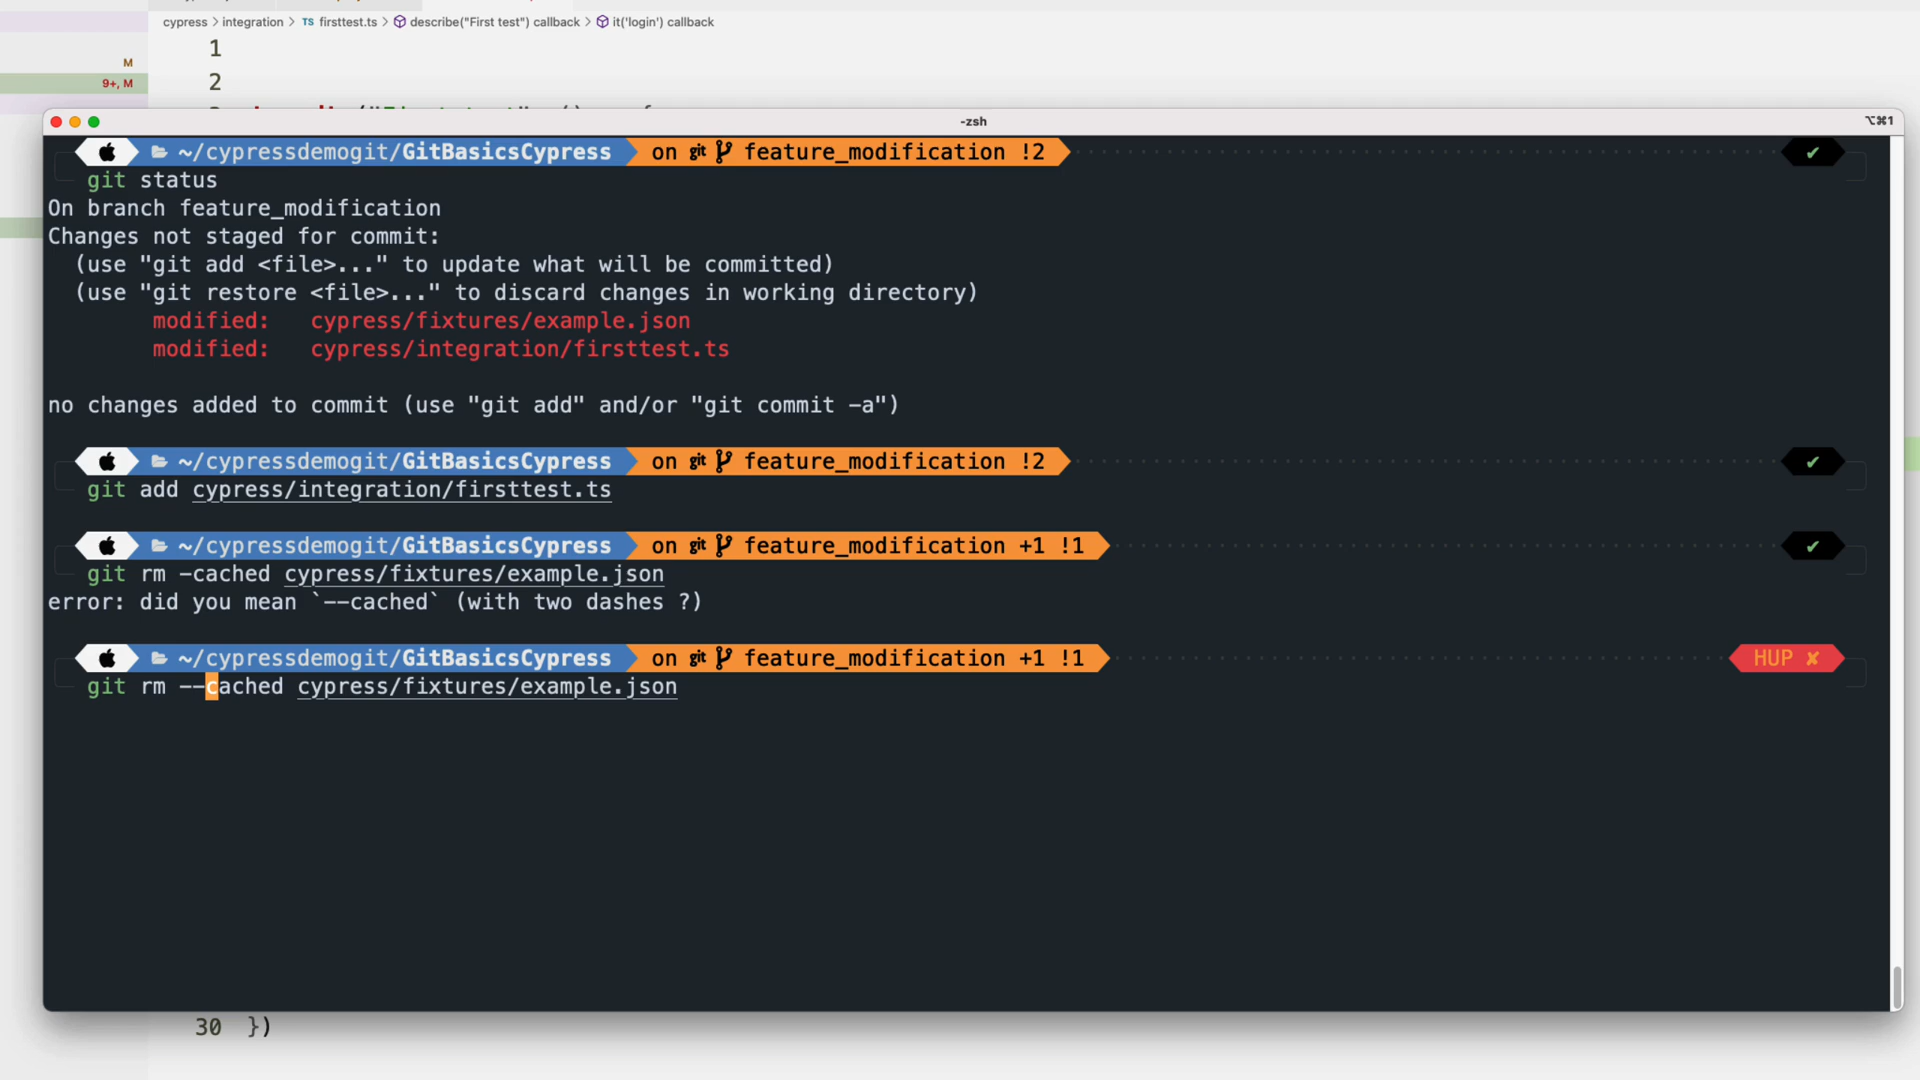 cypress > integration > TS firsttest.ts > describe("First test") callback > it('login') callback
1
M
2
9+, M
-zsh
⌥⌘1
~/cypressdemogit/GitBasicsCypress on git feature_modification !2 ✔
git status
On branch feature_modification
Changes not staged for commit:
(use "git add <file>..." to update what will be committed)
(use "git restore <file>..." to discard changes in working directory)
modified: cypress/fixtures/example.json
modified: cypress/integration/firsttest.ts
no changes added to commit (use "git add" and/or "git commit -a")
~/cypressdemogit/GitBasicsCypress on git feature_modification !2 ✔
git add cypress/integration/firsttest.ts
~/cypressdemogit/GitBasicsCypress on git feature_modification +1 !1 ✔
git rm -cached cypress/fixtures/example.json
error: did you mean `--cached` (with two dashes ?)
~/cypressdemogit/GitBasicsCypress on git feature_modification +1 !1 HUP ✘
git rm --cached cypress/fixtures/example.json
30 })